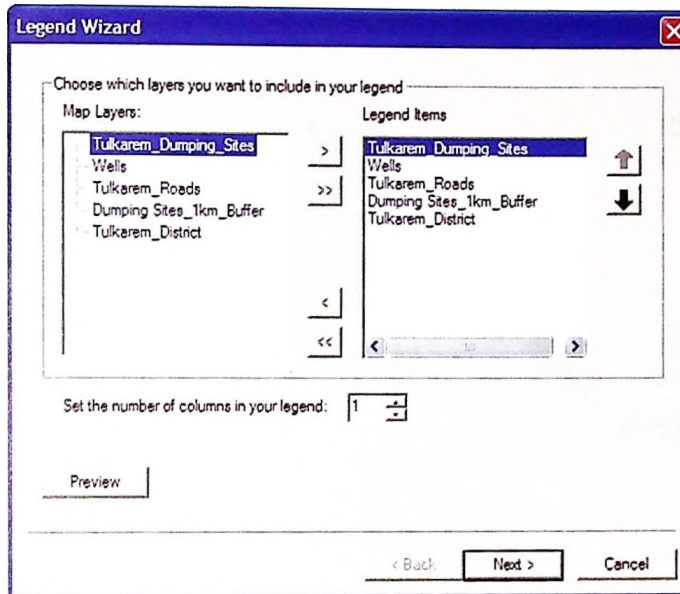 Legend Wizard
Choose which layers you want to include in your legend
Map Layers:
Tulkarem_Dumping_Sites
Wells
Tulkarem_Roads
Dumping Sites_1km_Buffer
Tulkarem_District
>
>>
<
<<
Legend Items
Tulkarem_Dumping_Sites
Wells
Tulkarem_Roads
Dumping Sites_1km_Buffer
Tulkarem_District
Set the number of columns in your legend: 1
Preview
< Back
Next >
Cancel